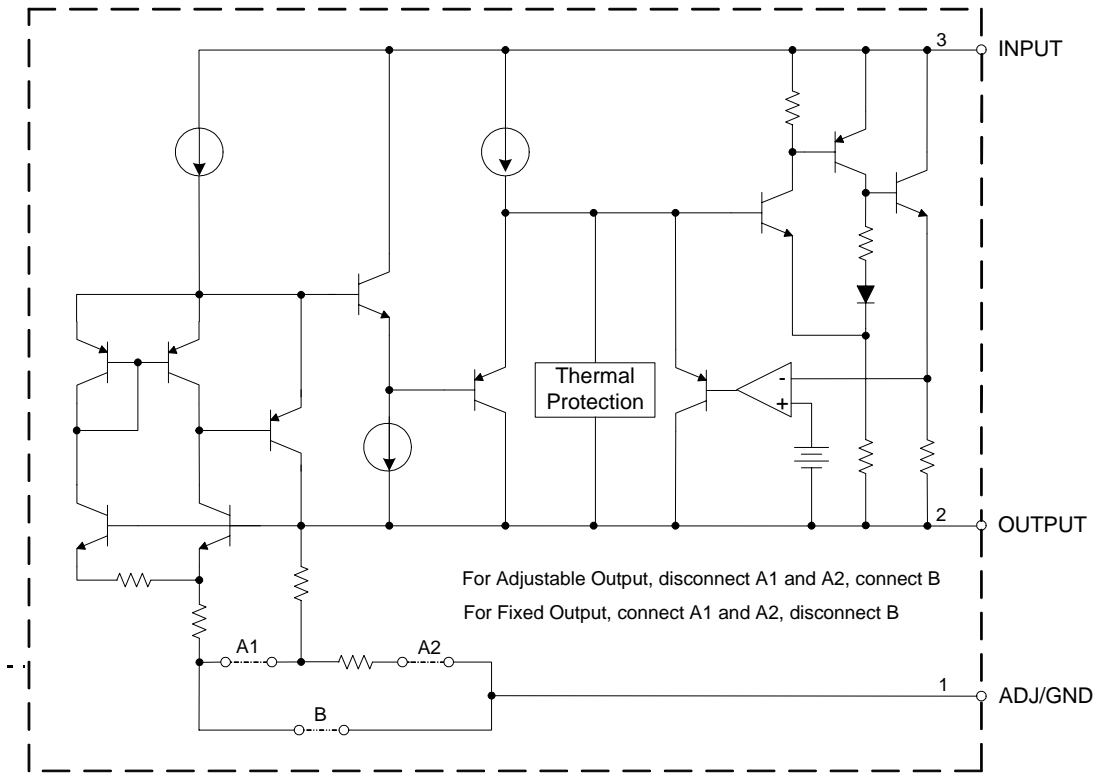 3
INPUT
Thermal
Protection
-
+
2
OUTPUT
For Adjustable Output, disconnect A1 and A2, connect B
For Fixed Output, connect A1 and A2, disconnect B
A1
A2
1
ADJ/GND
B